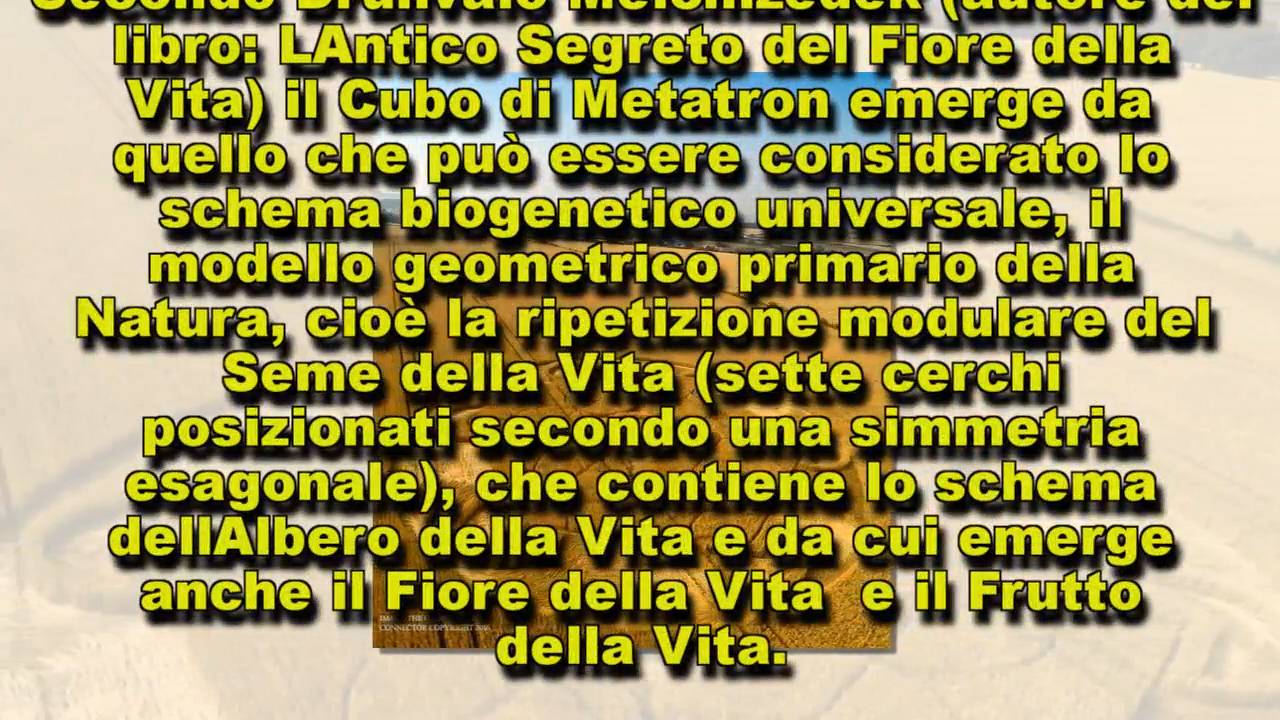 Secondo Drunvalo Melchizedek (autore del
libro: LAntico Segreto del Fiore della
Vita) il Cubo di Metatron emerge da
quello che può essere considerato lo
schema biogenetico universale, il
modello geometrico primario della
Natura, cioè la ripetizione modulare del
Seme della Vita (sette cerchi
posizionati secondo una simmetria
esagonale), che contiene lo schema
dellAlbero della Vita e da cui emerge
anche il Fiore della Vita e il Frutto
della Vita.
THE
CONNECTOR COPYRIGHT